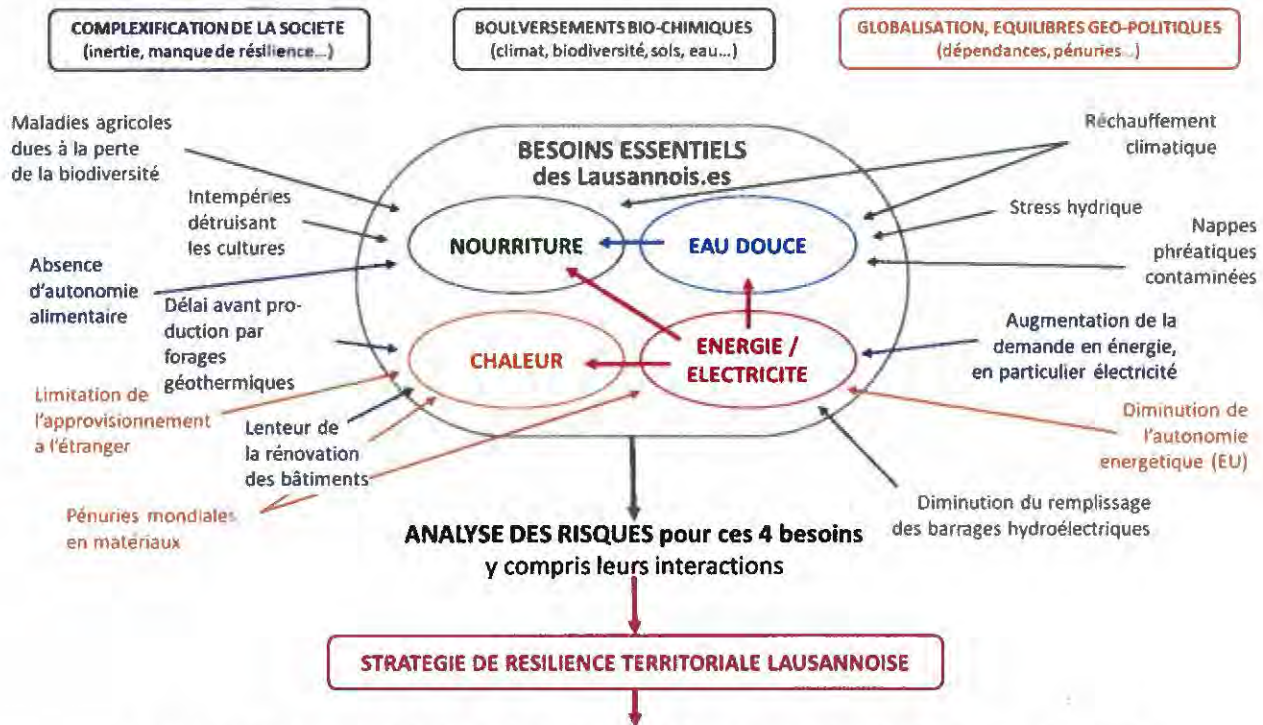 COMPLEXIFICATION DE LA SOCIETE
(inertie, manque de résilience...)
BOULVERSEMENTS BIO-CHIMIQUES
(climat, biodiversité, sols, eau...)
GLOBALISATION, EQUILIBRES GEO-POLITIQUES
(dépendances, pénuries...)
Maladies agricoles
dues à la perte
de la biodiversité
Intempéries
détruisant
les cultures
Absence
d'autonomie
alimentaire
Délai avant pro-
duction par
forages
géothermiques
Limitation de
l'approvisionnement
a l'étranger
Lenteur de
la rénovation
des bâtiments
Pénuries mondiales
en matériaux
BESOINS ESSENTIELS
des Lausannois.es
NOURRITURE
EAU DOUCE
CHALEUR
ENERGIE /
ELECTRICITE
Réchauffement
climatique
Stress hydrique
Nappes
phréatiques
contaminées
Augmentation de la
demande en énergie,
en particulier électricité
Diminution de
l'autonomie
energétique (EU)
Diminution du remplissage
des barrages hydroélectriques
ANALYSE DES RISQUES pour ces 4 besoins
y compris leurs interactions
STRATEGIE DE RESILIENCE TERRITORIALE LAUSANNOISE